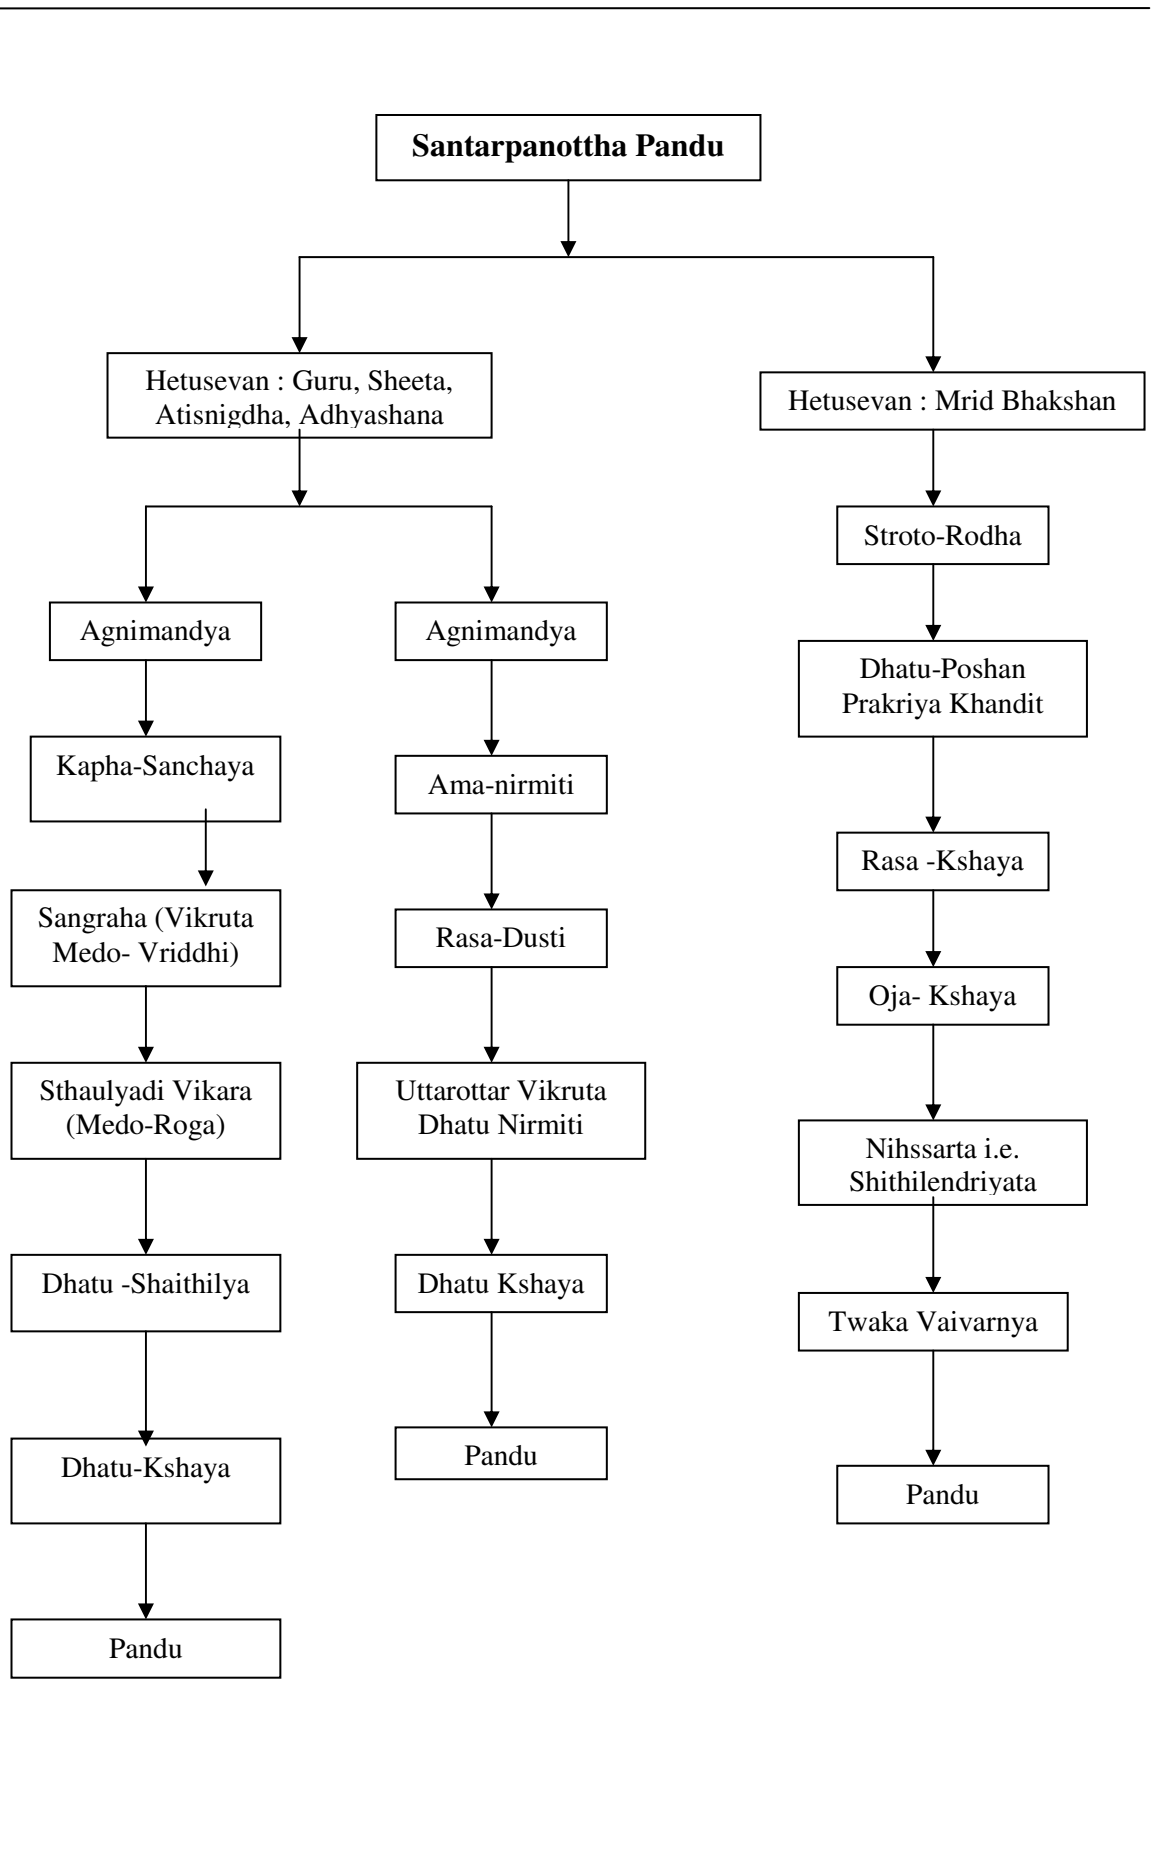 Santarpanottha Pandu
Hetusevan : Guru, Sheeta,
Atisnigdha, Adhyashana
Hetusevan : Mrid Bhakshan
Agnimandya
Kapha-Sanchaya
Sangraha (Vikruta
Medo- Vriddhi)
Sthaulyadi Vikara
(Medo-Roga)
Dhatu -Shaithilya
Dhatu-Kshaya
Pandu
Agnimandya
Ama-nirmiti
Rasa-Dusti
Uttarottar Vikruta
Dhatu Nirmiti
Dhatu Kshaya
Pandu
Stroto-Rodha
Dhatu-Poshan
Prakriya Khandit
Rasa -Kshaya
Oja- Kshaya
Nihssarta i.e.
Shithilendriyata
Twaka Vaivarnya
Pandu